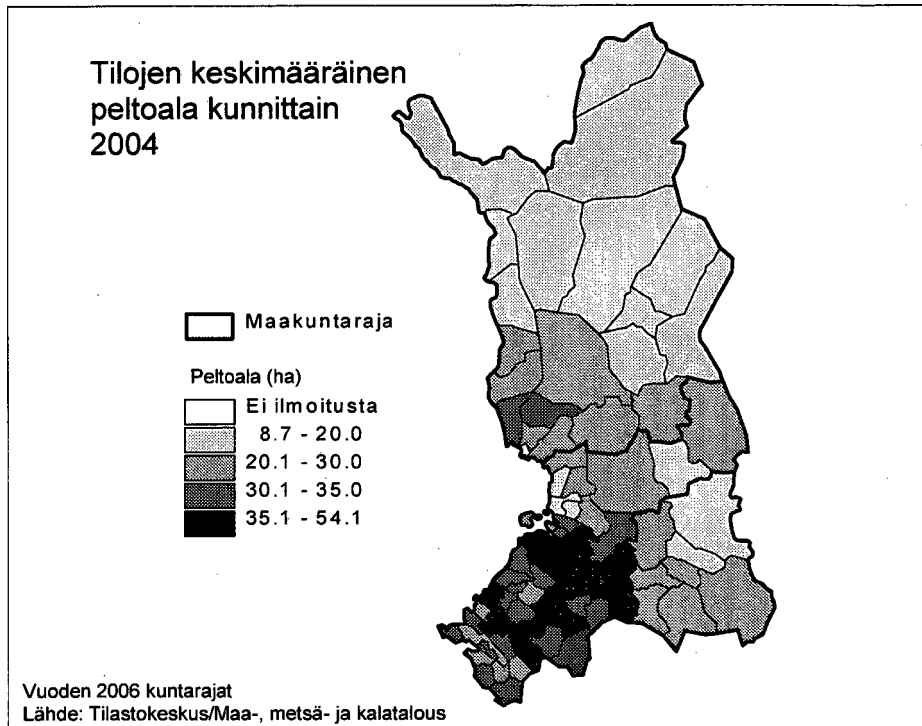 Tilojen keskimääräinen
peltoala kunnittain
2004
Maakuntaraja
Peltoala (ha)
Ei ilmoitusta
8.7 - 20.0
20.1 - 30.0
30.1 - 35.0
35.1 - 54.1
Vuoden 2006 kuntarajat
Lähde: Tilastokeskus/Maa-, metsä- ja kalatalous